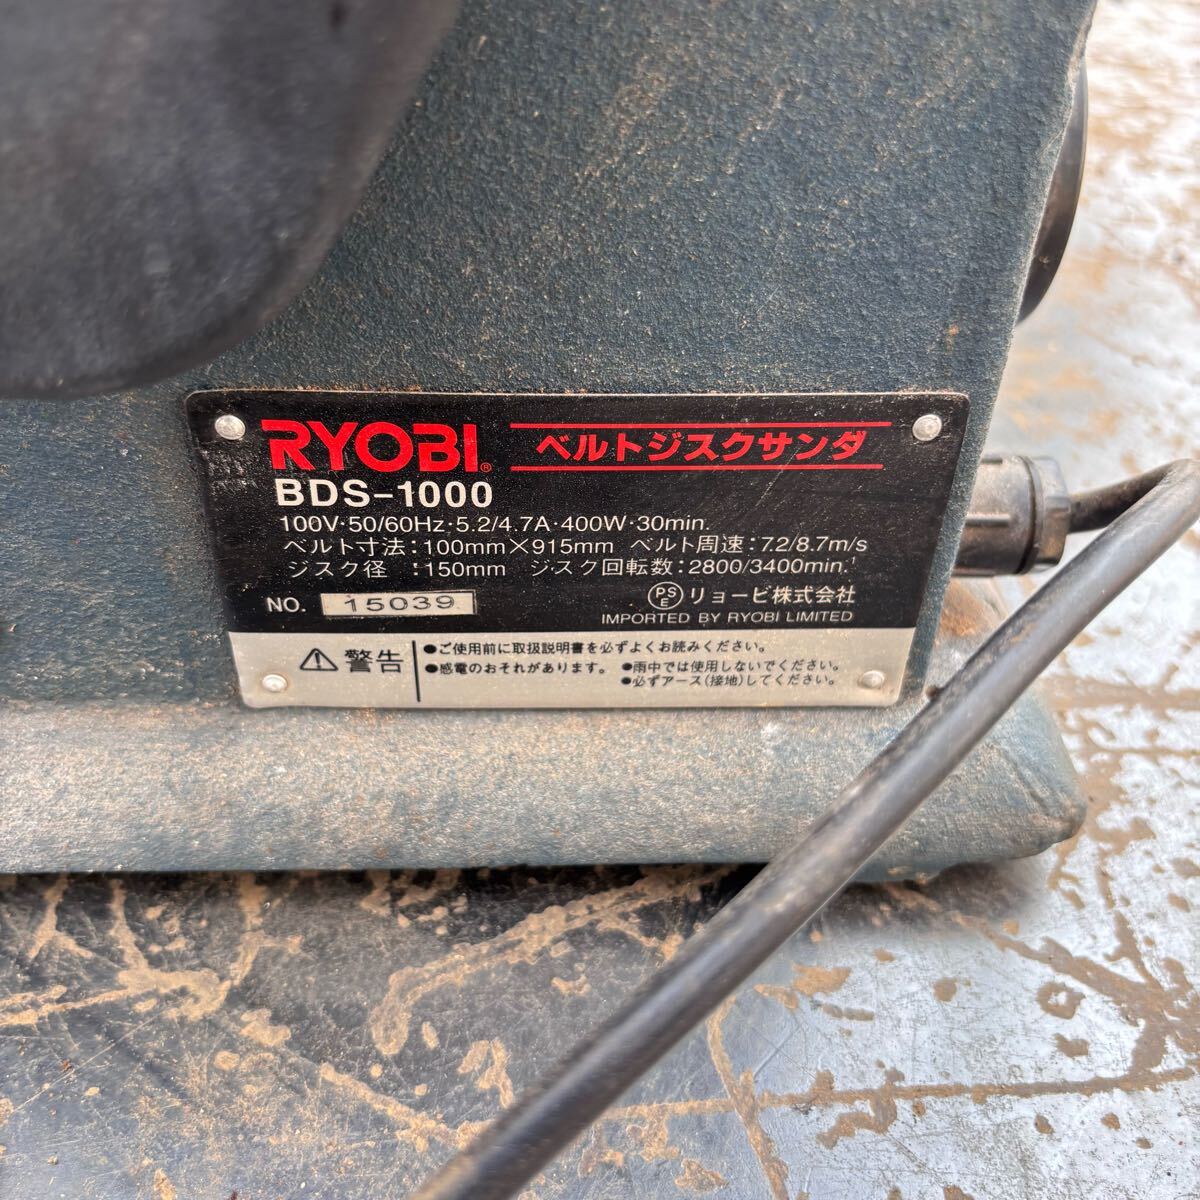 RYOBI® ベルトジスクサンダ
BDS-1000
100V·50/60Hz·5.2/4.7A·400W·30min.
ベルト寸法：100mm×915mm ベルト周速：7.2/8.7m/s
ジスク径 ：150mm ジスク回転数：2800/3400min.⁻¹
NO. 15039 PSE リョービ株式会社
IMPORTED BY RYOBI LIMITED
⚠警告 ●ご使用前に取扱説明書を必ずよくお読みください。
●感電のおそれがあります。 ●雨中では使用しないでください。
●必ずアース（接地）してください。